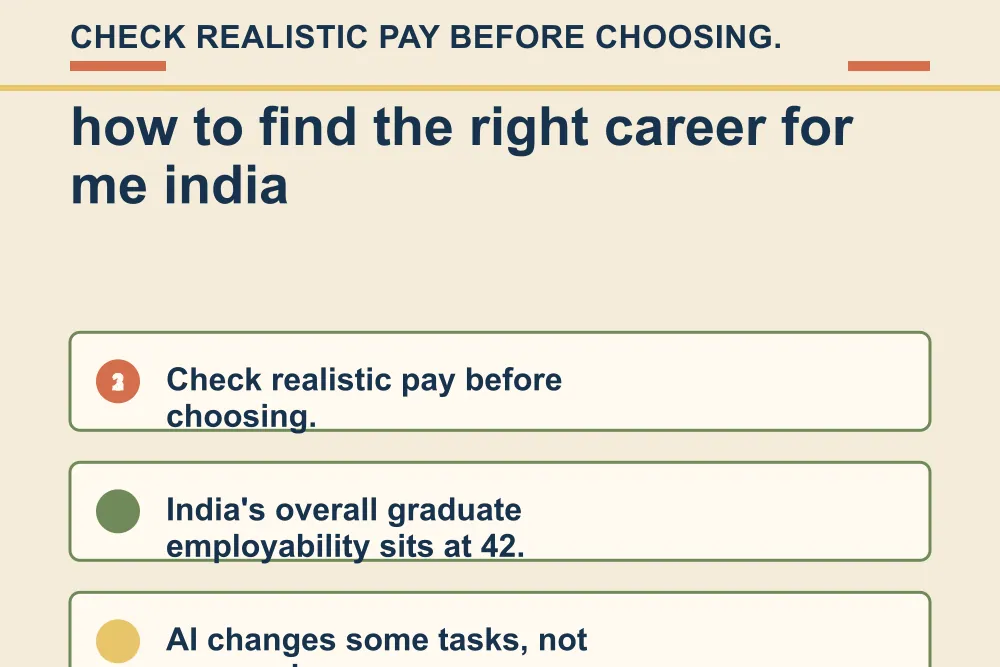 CHECK REALISTIC PAY BEFORE CHOOSING.
how to find the right career for
me india
Check realistic pay before
choosing.
India's overall graduate
employability sits at 42.
AI changes some tasks, not